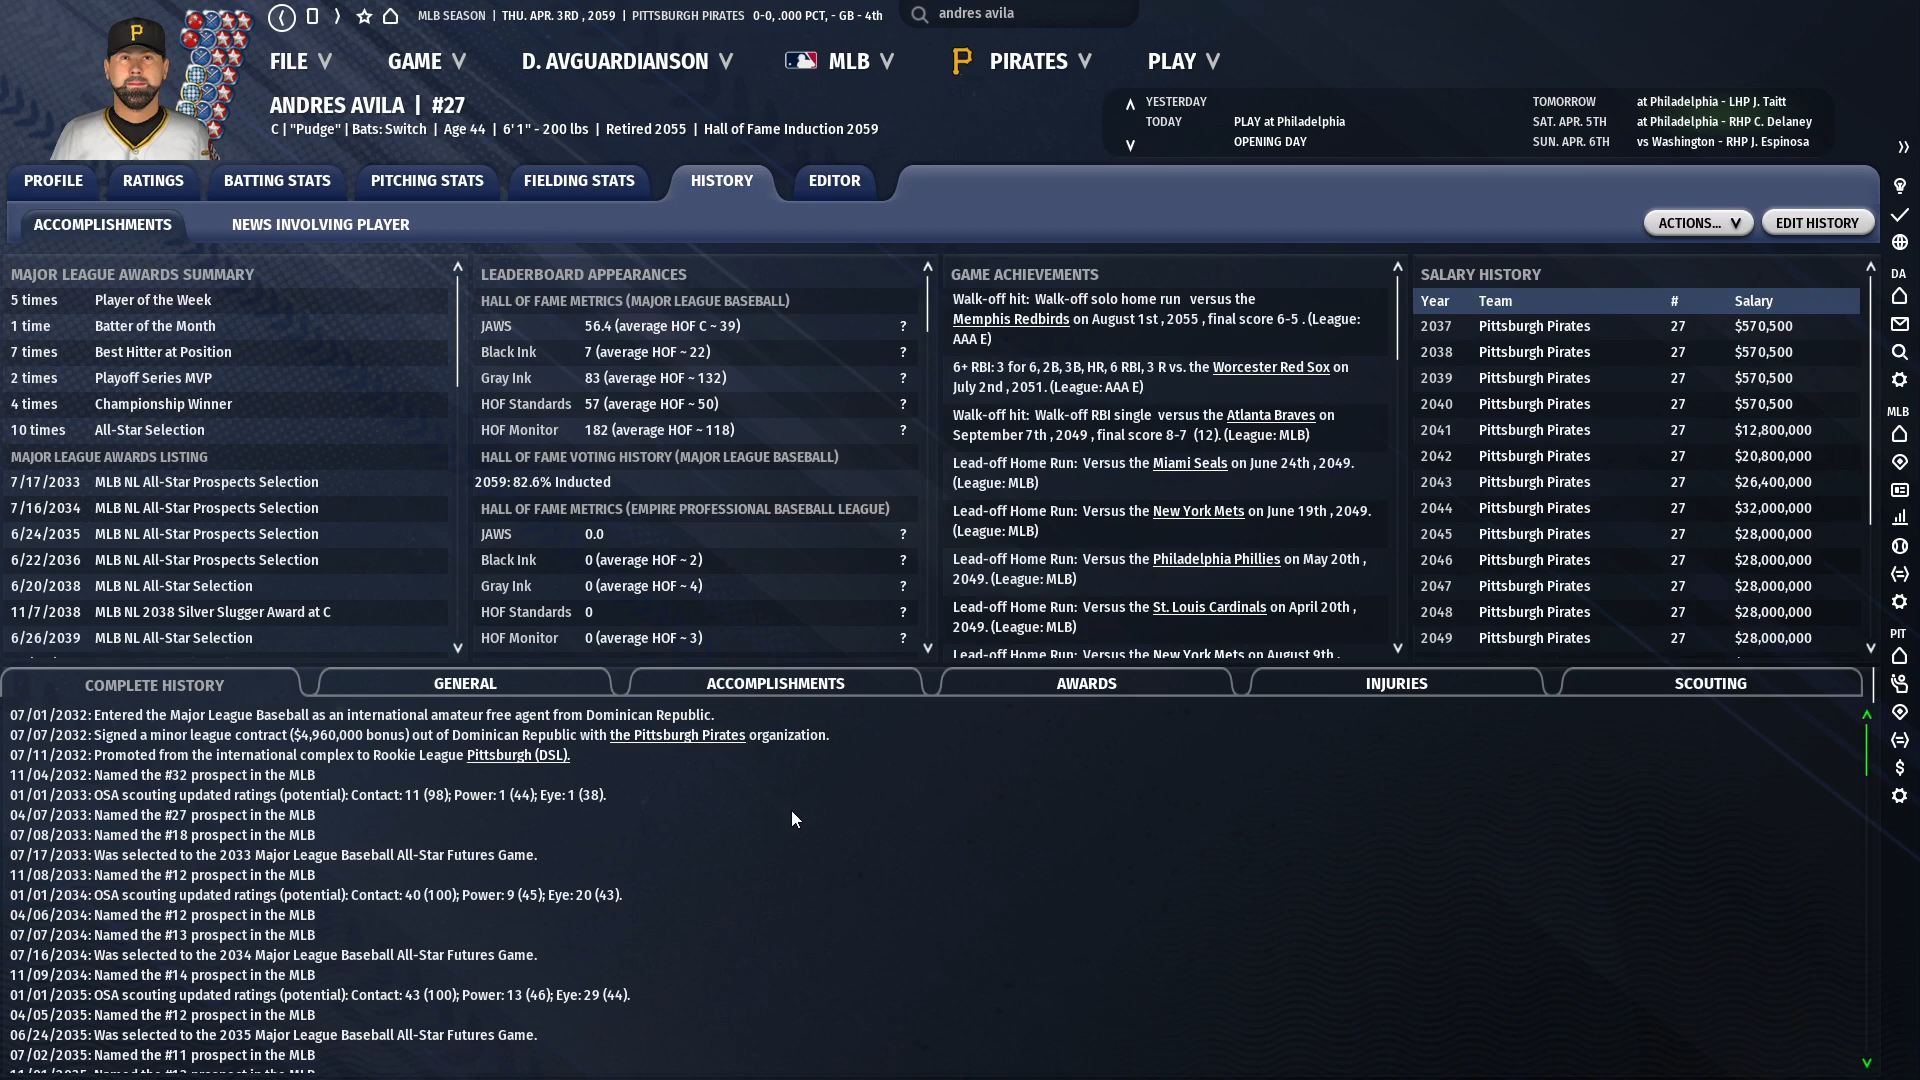 MLB SEASON | THU. APR. 3RD , 2059 | PITTSBURGH PIRATES 0-0, .000 PCT, - GB - 4th
andres avila
FILE GAME D. AVGUARDIANSON MLB PIRATES PLAY
ANDRES AVILA | #27
C | "Pudge" | Bats: Switch | Age 44 | 6' 1" - 200 lbs | Retired 2055 | Hall of Fame Induction 2059
YESTERDAY
TODAY PLAY at Philadelphia
OPENING DAY
TOMORROW at Philadelphia - LHP J. Taitt
SAT. APR. 5TH at Philadelphia - RHP C. Delaney
SUN. APR. 6TH vs Washington - RHP J. Espinosa
PROFILE RATINGS BATTING STATS PITCHING STATS FIELDING STATS HISTORY EDITOR
ACCOMPLISHMENTS NEWS INVOLVING PLAYER
ACTIONS... EDIT HISTORY
MAJOR LEAGUE AWARDS SUMMARY
5 times Player of the Week
1 time Batter of the Month
7 times Best Hitter at Position
2 times Playoff Series MVP
4 times Championship Winner
10 times All-Star Selection
MAJOR LEAGUE AWARDS LISTING
7/17/2033 MLB NL All-Star Prospects Selection
7/16/2034 MLB NL All-Star Prospects Selection
6/24/2035 MLB NL All-Star Prospects Selection
6/22/2036 MLB NL All-Star Prospects Selection
6/20/2038 MLB NL All-Star Selection
11/7/2038 MLB NL 2038 Silver Slugger Award at C
6/26/2039 MLB NL All-Star Selection
LEADERBOARD APPEARANCES
HALL OF FAME METRICS (MAJOR LEAGUE BASEBALL)
JAWS 56.4 (average HOF C ~ 39) ?
Black Ink 7 (average HOF ~ 22) ?
Gray Ink 83 (average HOF ~ 132) ?
HOF Standards 57 (average HOF ~ 50) ?
HOF Monitor 182 (average HOF ~ 118) ?
HALL OF FAME VOTING HISTORY (MAJOR LEAGUE BASEBALL)
2059: 82.6% Inducted
HALL OF FAME METRICS (EMPIRE PROFESSIONAL BASEBALL LEAGUE)
JAWS 0.0 ?
Black Ink 0 (average HOF ~ 2) ?
Gray Ink 0 (average HOF ~ 4) ?
HOF Standards 0 ?
HOF Monitor 0 (average HOF ~ 3) ?
GAME ACHIEVEMENTS
Walk-off hit: Walk-off solo home run versus the
Memphis Redbirds on August 1st , 2055 , final score 6-5 . (League:
AAA E)
6+ RBI: 3 for 6, 2B, 3B, HR, 6 RBI, 3 R vs. the Worcester Red Sox on
July 2nd , 2051. (League: AAA E)
Walk-off hit: Walk-off RBI single versus the Atlanta Braves on
September 7th , 2049 , final score 8-7 (12). (League: MLB)
Lead-off Home Run: Versus the Miami Seals on June 24th , 2049.
(League: MLB)
Lead-off Home Run: Versus the New York Mets on June 19th , 2049.
(League: MLB)
Lead-off Home Run: Versus the Philadelphia Phillies on May 20th ,
2049. (League: MLB)
Lead-off Home Run: Versus the St. Louis Cardinals on April 20th ,
2049. (League: MLB)
Lead-off Home Run: Versus the New York Mets on August 9th ,
SALARY HISTORY
Year Team # Salary
2037 Pittsburgh Pirates 27 $570,500
2038 Pittsburgh Pirates 27 $570,500
2039 Pittsburgh Pirates 27 $570,500
2040 Pittsburgh Pirates 27 $570,500
2041 Pittsburgh Pirates 27 $12,800,000
2042 Pittsburgh Pirates 27 $20,800,000
2043 Pittsburgh Pirates 27 $26,400,000
2044 Pittsburgh Pirates 27 $32,000,000
2045 Pittsburgh Pirates 27 $28,000,000
2046 Pittsburgh Pirates 27 $28,000,000
2047 Pittsburgh Pirates 27 $28,000,000
2048 Pittsburgh Pirates 27 $28,000,000
2049 Pittsburgh Pirates 27 $28,000,000
DA
MLB
PIT
COMPLETE HISTORY GENERAL ACCOMPLISHMENTS AWARDS INJURIES SCOUTING
07/01/2032: Entered the Major League Baseball as an international amateur free agent from Dominican Republic.
07/07/2032: Signed a minor league contract ($4,960,000 bonus) out of Dominican Republic with the Pittsburgh Pirates organization.
07/11/2032: Promoted from the international complex to Rookie League Pittsburgh (DSL).
11/04/2032: Named the #32 prospect in the MLB
01/01/2033: OSA scouting updated ratings (potential): Contact: 11 (98); Power: 1 (44); Eye: 1 (38).
04/07/2033: Named the #27 prospect in the MLB
07/08/2033: Named the #18 prospect in the MLB
07/17/2033: Was selected to the 2033 Major League Baseball All-Star Futures Game.
11/08/2033: Named the #12 prospect in the MLB
01/01/2034: OSA scouting updated ratings (potential): Contact: 40 (100); Power: 9 (45); Eye: 20 (43).
04/06/2034: Named the #12 prospect in the MLB
07/07/2034: Named the #13 prospect in the MLB
07/16/2034: Was selected to the 2034 Major League Baseball All-Star Futures Game.
11/09/2034: Named the #14 prospect in the MLB
01/01/2035: OSA scouting updated ratings (potential): Contact: 43 (100); Power: 13 (46); Eye: 29 (44).
04/05/2035: Named the #12 prospect in the MLB
06/24/2035: Was selected to the 2035 Major League Baseball All-Star Futures Game.
07/02/2035: Named the #11 prospect in the MLB